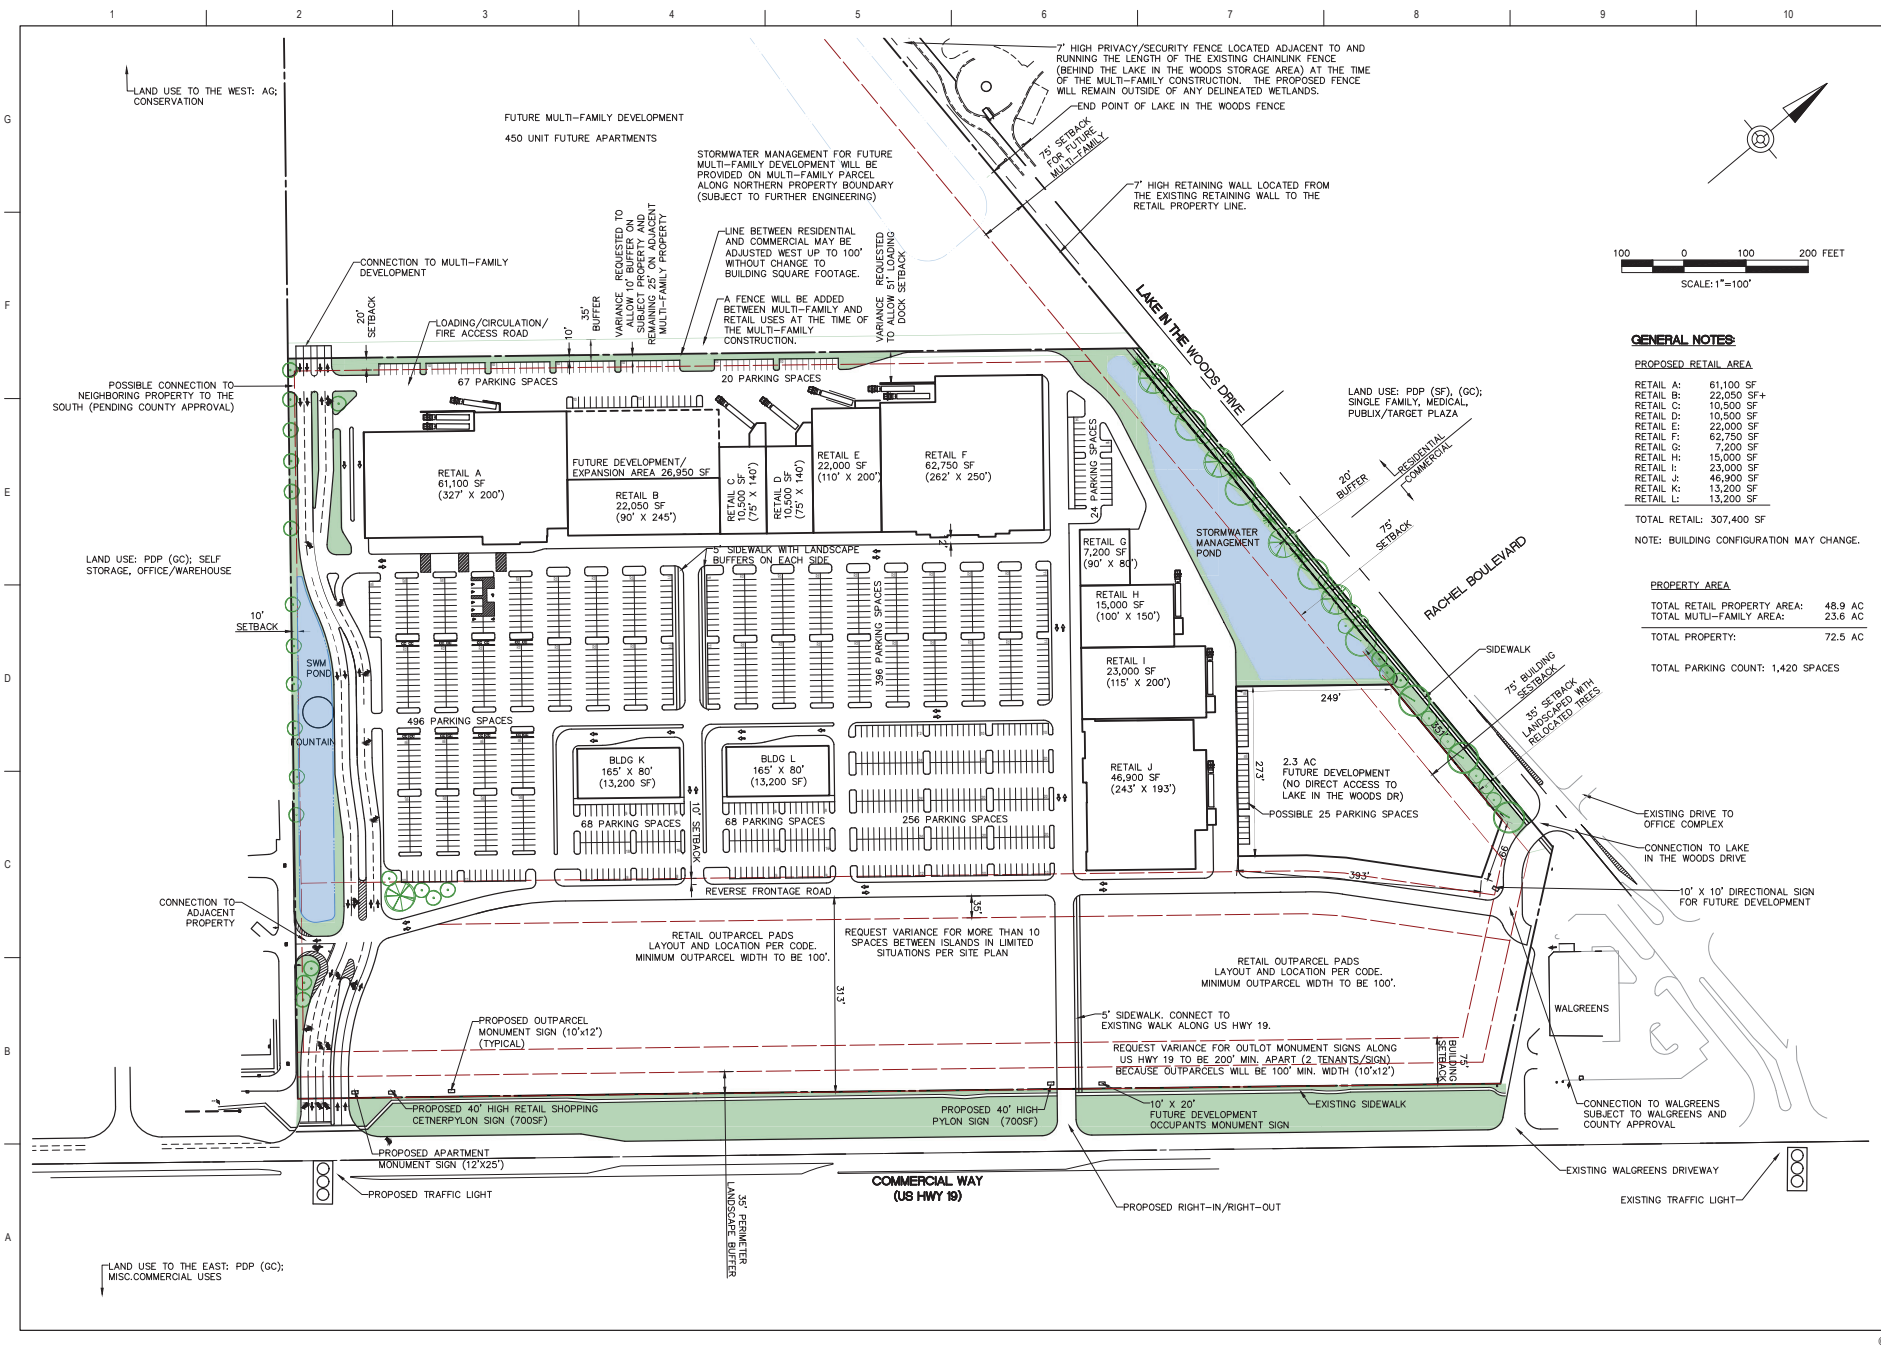 1 2 3 4 5 6 7 8 9 10
G
F
E
D
C
B
A
LAND USE TO THE WEST: AG;
CONSERVATION
FUTURE MULTI-FAMILY DEVELOPMENT
450 UNIT FUTURE APARTMENTS
STORMWATER MANAGEMENT FOR FUTURE
MULTI-FAMILY DEVELOPMENT WILL BE
PROVIDED ON MULTI-FAMILY PARCEL
ALONG NORTHERN PROPERTY BOUNDARY
(SUBJECT TO FURTHER ENGINEERING)
7' HIGH PRIVACY/SECURITY FENCE LOCATED ADJACENT TO AND
RUNNING THE LENGTH OF THE EXISTING CHAINLINK FENCE
(BEHIND THE LAKE IN THE WOODS STORAGE AREA) AT THE TIME
OF THE MULTI-FAMILY CONSTRUCTION. THE PROPOSED FENCE
WILL REMAIN OUTSIDE OF ANY DELINEATED WETLANDS.
END POINT OF LAKE IN THE WOODS FENCE
75' SETBACK
FOR FUTURE
MULTI-FAMILY
7' HIGH RETAINING WALL LOCATED FROM
THE EXISTING RETAINING WALL TO THE
RETAIL PROPERTY LINE.
CONNECTION TO MULTI-FAMILY
DEVELOPMENT
20'
SETBACK
LOADING/CIRCULATION/
FIRE ACCESS ROAD
10'
35'
BUFFER
VARIANCE REQUESTED TO
ALLOW 10' BUFFER ON
SUBJECT PROPERTY AND
REMAINING 25' ON ADJACENT
MULTI-FAMILY PROPERTY
LINE BETWEEN RESIDENTIAL
AND COMMERCIAL MAY BE
ADJUSTED WEST UP TO 100'
WITHOUT CHANGE TO
BUILDING SQUARE FOOTAGE.
A FENCE WILL BE ADDED
BETWEEN MULTI-FAMILY AND
RETAIL USES AT THE TIME OF
THE MULTI-FAMILY
CONSTRUCTION.
VARIANCE REQUESTED
TO ALLOW 51' LOADING
DOCK SETBACK
LAKE IN THE WOODS DRIVE
100 0 100 200 FEET
SCALE: 1"=100'
GENERAL NOTES:
PROPOSED RETAIL AREA
RETAIL A: 61,100 SF
RETAIL B: 22,050 SF+
RETAIL C: 10,500 SF
RETAIL D: 10,500 SF
RETAIL E: 22,000 SF
RETAIL F: 62,750 SF
RETAIL G: 7,200 SF
RETAIL H: 15,000 SF
RETAIL I: 23,000 SF
RETAIL J: 46,900 SF
RETAIL K: 13,200 SF
RETAIL L: 13,200 SF
TOTAL RETAIL: 307,400 SF
NOTE: BUILDING CONFIGURATION MAY CHANGE.
PROPERTY AREA
TOTAL RETAIL PROPERTY AREA: 48.9 AC
TOTAL MUTLI-FAMILY AREA: 23.6 AC
TOTAL PROPERTY: 72.5 AC
TOTAL PARKING COUNT: 1,420 SPACES
POSSIBLE CONNECTION TO
NEIGHBORING PROPERTY TO THE
SOUTH (PENDING COUNTY APPROVAL)
67 PARKING SPACES
20 PARKING SPACES
LAND USE: PDP (SF), (GC);
SINGLE FAMILY, MEDICAL,
PUBLIX/TARGET PLAZA
20'
BUFFER
RESIDENTIAL
COMMERCIAL
75'
SETBACK
RETAIL A
61,100 SF
(327' X 200')
FUTURE DEVELOPMENT/
EXPANSION AREA 26,950 SF
RETAIL B
22,050 SF
(90' X 245')
RETAIL C
10,500 SF
(75' X 140')
RETAIL D
10,500 SF
(75' X 140')
RETAIL E
22,000 SF
(110' X 200')
RETAIL F
62,750 SF
(262' X 250')
24 PARKING SPACES
STORMWATER
MANAGEMENT
POND
RACHEL BOULEVARD
LAND USE: PDP (GC); SELF
STORAGE, OFFICE/WAREHOUSE
5' SIDEWALK WITH LANDSCAPE
BUFFERS ON EACH SIDE
RETAIL G
7,200 SF
(90' X 80')
RETAIL H
15,000 SF
(100' X 150')
RETAIL I
23,000 SF
(115' X 200')
RETAIL J
46,900 SF
(243' X 193')
10'
SETBACK
SWM
POND
FOUNTAIN
396 PARKING SPACES
496 PARKING SPACES
BLDG K
165' X 80'
(13,200 SF)
BLDG L
165' X 80'
(13,200 SF)
68 PARKING SPACES
10' SETBACK
68 PARKING SPACES
256 PARKING SPACES
249'
351'
273'
2.3 AC
FUTURE DEVELOPMENT
(NO DIRECT ACCESS TO
LAKE IN THE WOODS DR)
POSSIBLE 25 PARKING SPACES
393'
99'
SIDEWALK
75' BUILDING
SESTBACK
35' SETBACK
LANDSCAPED WITH
RELOCATED TREES
EXISTING DRIVE TO
OFFICE COMPLEX
CONNECTION TO LAKE
IN THE WOODS DRIVE
10' X 10' DIRECTIONAL SIGN
FOR FUTURE DEVELOPMENT
REVERSE FRONTAGE ROAD
CONNECTION TO
ADJACENT
PROPERTY
RETAIL OUTPARCEL PADS
LAYOUT AND LOCATION PER CODE.
MINIMUM OUTPARCEL WIDTH TO BE 100'.
35'
REQUEST VARIANCE FOR MORE THAN 10
SPACES BETWEEN ISLANDS IN LIMITED
SITUATIONS PER SITE PLAN
313'
RETAIL OUTPARCEL PADS
LAYOUT AND LOCATION PER CODE.
MINIMUM OUTPARCEL WIDTH TO BE 100'.
WALGREENS
PROPOSED OUTPARCEL
MONUMENT SIGN (10'x12')
(TYPICAL)
5' SIDEWALK. CONNECT TO
EXISTING WALK ALONG US HWY 19.
REQUEST VARIANCE FOR OUTLOT MONUMENT SIGNS ALONG
US HWY 19 TO BE 200' MIN. APART (2 TENANTS/SIGN)
BECAUSE OUTPARCELS WILL BE 100' MIN. WIDTH (10'x12')
75'
BUILDING
SETBACK
PROPOSED 40' HIGH RETAIL SHOPPING
CETNERPYLON SIGN (700SF)
PROPOSED 40' HIGH
PYLON SIGN (700SF)
10' X 20'
FUTURE DEVELOPMENT
OCCUPANTS MONUMENT SIGN
EXISTING SIDEWALK
CONNECTION TO WALGREENS
SUBJECT TO WALGREENS AND
COUNTY APPROVAL
PROPOSED APARTMENT
MONUMENT SIGN (12'X25')
PROPOSED TRAFFIC LIGHT
35' PERIMETER
LANDSCAPE BUFFER
COMMERCIAL WAY
(US HWY 19)
PROPOSED RIGHT-IN/RIGHT-OUT
EXISTING WALGREENS DRIVEWAY
EXISTING TRAFFIC LIGHT
LAND USE TO THE EAST: PDP (GC);
MISC.COMMERCIAL USES